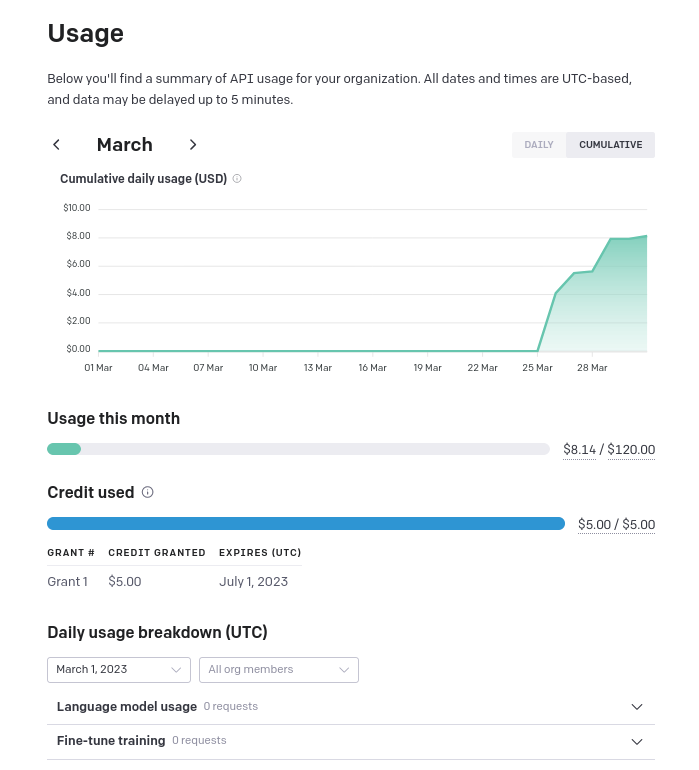 Usage
Below you'll find a summary of API usage for your organization. All dates and times are UTC-based,
and data may be delayed up to 5 minutes.
March
DAILY CUMULATIVE
Cumulative daily usage (USD)
$10.00
$8.00
$6.00
$4.00
$2.00
$0.00
01 Mar 04 Mar 07 Mar 10 Mar 13 Mar 16 Mar 19 Mar 22 Mar 25 Mar 28 Mar
Usage this month
$8.14 / $120.00
Credit used
$5.00 / $5.00
GRANT # CREDIT GRANTED EXPIRES (UTC)
Grant 1 $5.00 July 1, 2023
Daily usage breakdown (UTC)
March 1, 2023 All org members
Language model usage 0 requests
Fine-tune training 0 requests